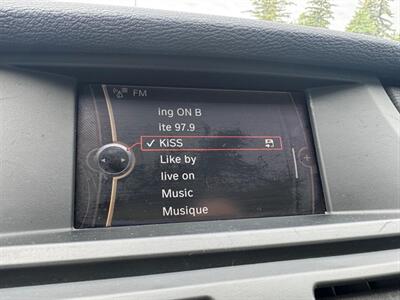 FM
ing ON B
ite 97.9
KiSS
Like by
live on
Music
Musique